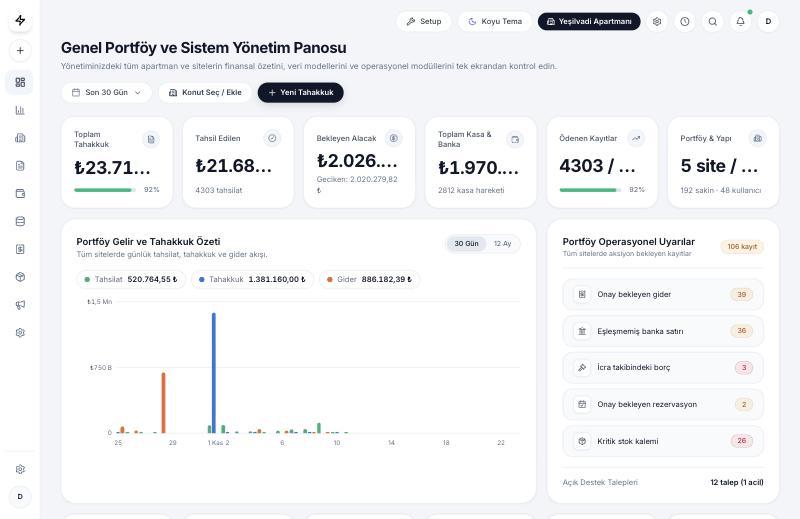 Setup
Koyu Tema
Yeşilvadi Apartmanı
D
Genel Portföy ve Sistem Yönetim Panosu
Yönetiminizdeki tüm apartman ve sitelerin finansal özetini, veri modellerini ve operasyonel modüllerini tek ekrandan kontrol edin.
Son 30 Gün
Konut Seç / Ekle
Yeni Tahakkuk
Toplam
Tahakkuk
₺23.71...
92%
Tahsil Edilen
₺21.68...
4303 tahsilat
Bekleyen Alacak
₺2.026....
Geciken: 2.020.279,82
₺
Toplam Kasa &
Banka
₺1.970....
2812 kasa hareketi
Ödenen Kayıtlar
4303 / ...
92%
Portföy & Yapı
5 site / ...
192 sakin · 48 kullanıcı
Portföy Gelir ve Tahakkuk Özeti
Tüm sitelerde günlük tahsilat, tahakkuk ve gider akışı.
30 Gün
12 Ay
Tahsilat 520.764,55 ₺
Tahakkuk 1.381.160,00 ₺
Gider 886.182,39 ₺
₺1,5 Mn
₺750 B
0
25 29 1 Kas 2 6 10 14 18 22
Portföy Operasyonel Uyarılar
Tüm sitelerde aksiyon bekleyen kayıtlar
106 kayıt
Onay bekleyen gider 39
Eşleşmemiş banka satırı 36
İcra takibindeki borç 3
Onay bekleyen rezervasyon 2
Kritik stok kalemi 26
Açık Destek Talepleri 12 talep (1 acil)
D